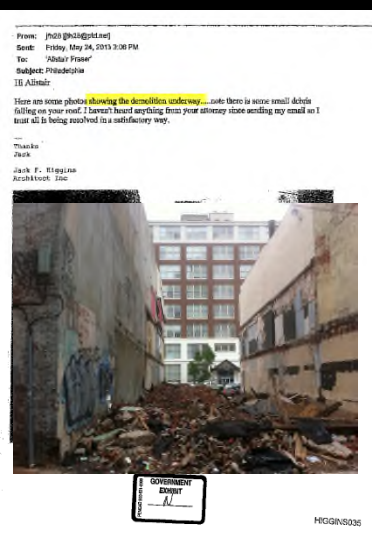 From: jfh28 [jfh28@ptd.net]
Sent: Friday, May 24, 2013 3:08 PM
To: 'Alistair Fraser'
Subject: Philadelphia
Hi Alistair
Here are some photos showing the demolition underway.....note there is some small debris
falling on your roof. I haven't heard anything from your attorney since sending my email so I
trust all is being resolved in a satisfactory way.
Thanks
Jack
Jack F. Higgins
Architect Inc
GOVERNMENT
EXHIBIT
N
HIGGINS035